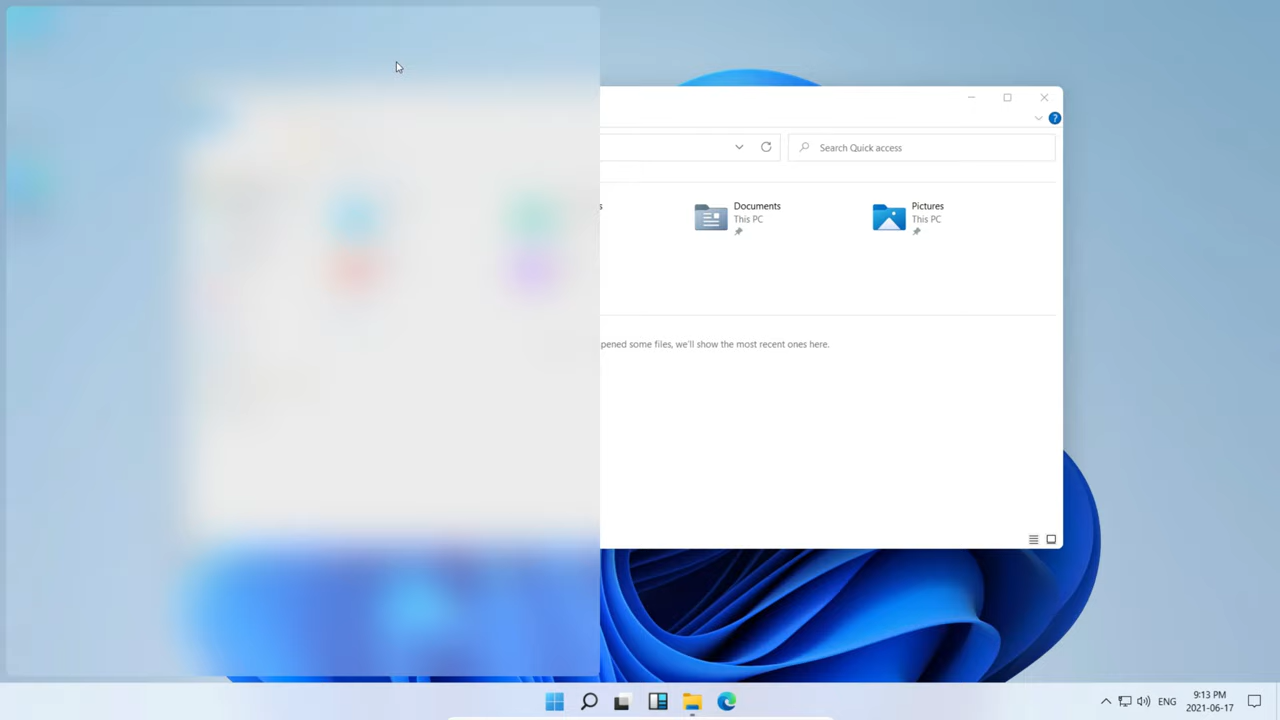 ?
Search Quick access
s
Documents
This PC
Pictures
This PC
pened some files, we'll show the most recent ones here.
ENG
9:13 PM
2021-06-17